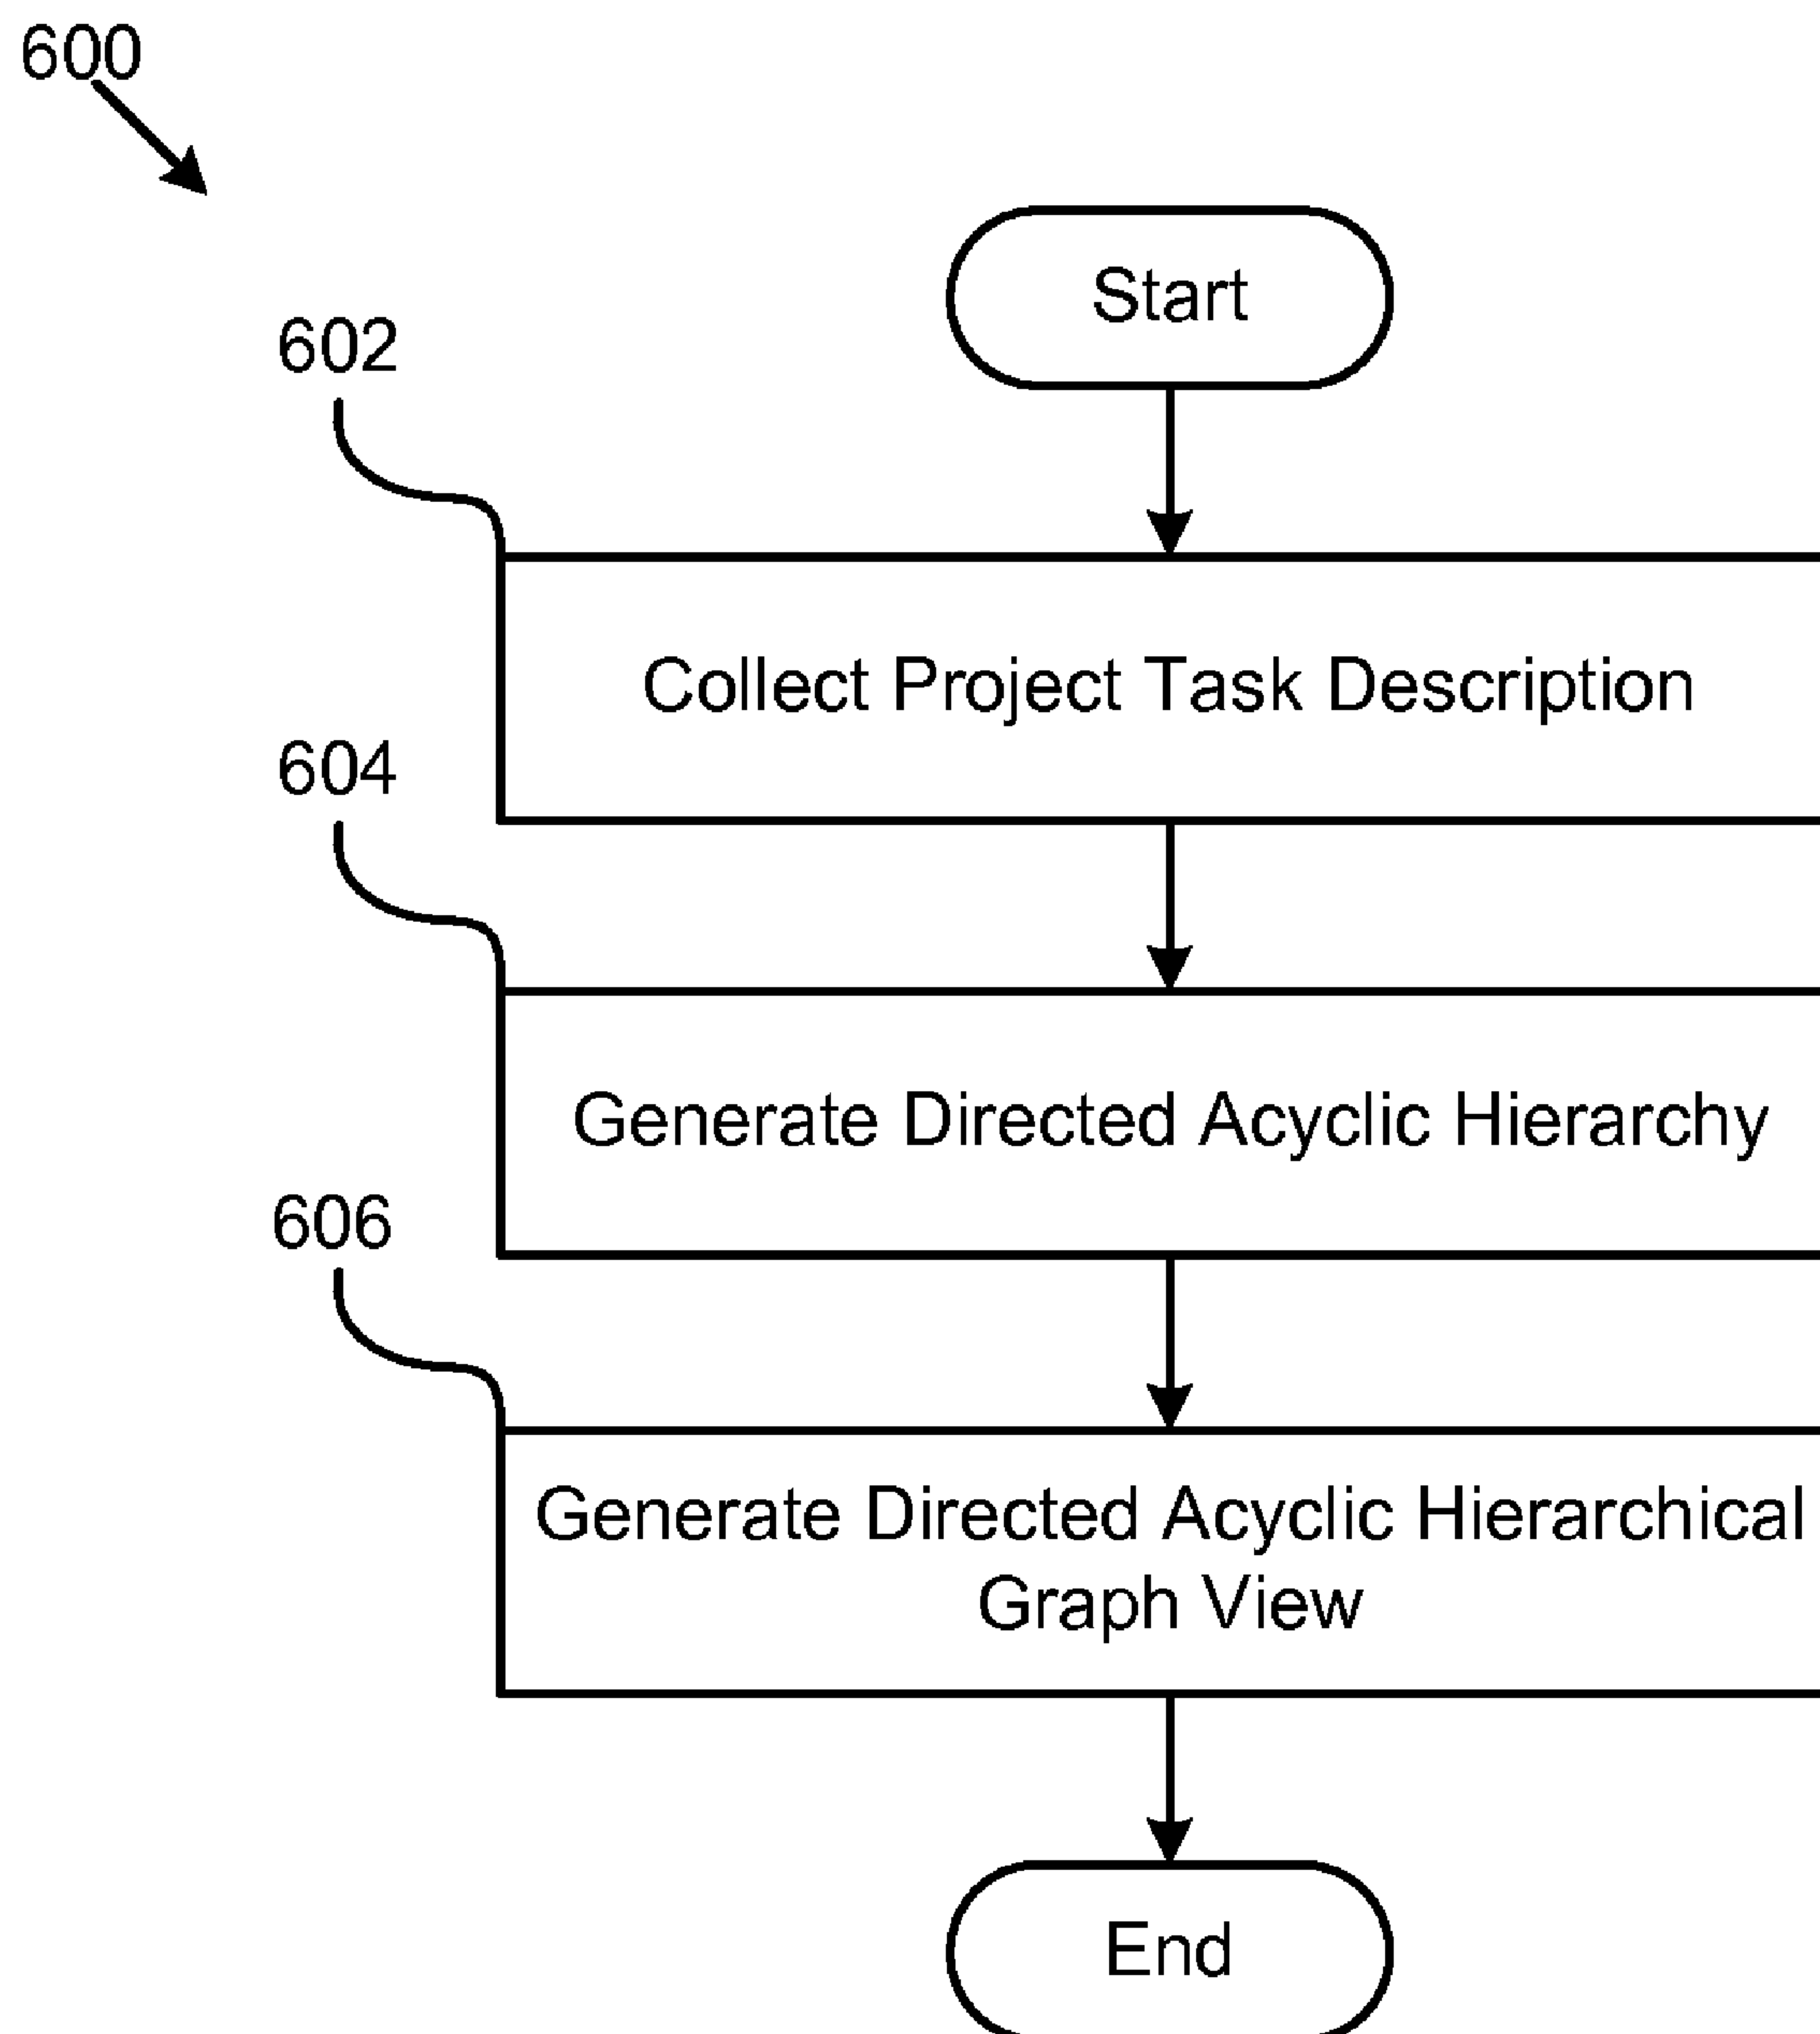 600
Start
602
Collect Project Task Description
604
Generate Directed Acyclic Hierarchy
606
Generate Directed Acyclic Hierarchical
Graph View
End